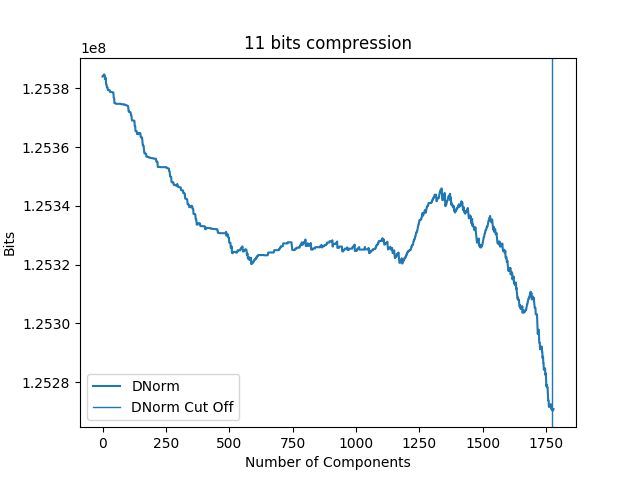 11 bits compression
1e8
1.2538
1.2536
1.2534
1.2532
1.2530
1.2528
Bits
DNorm
DNorm Cut Off
0 250 500 750 1000 1250 1500 1750
Number of Components